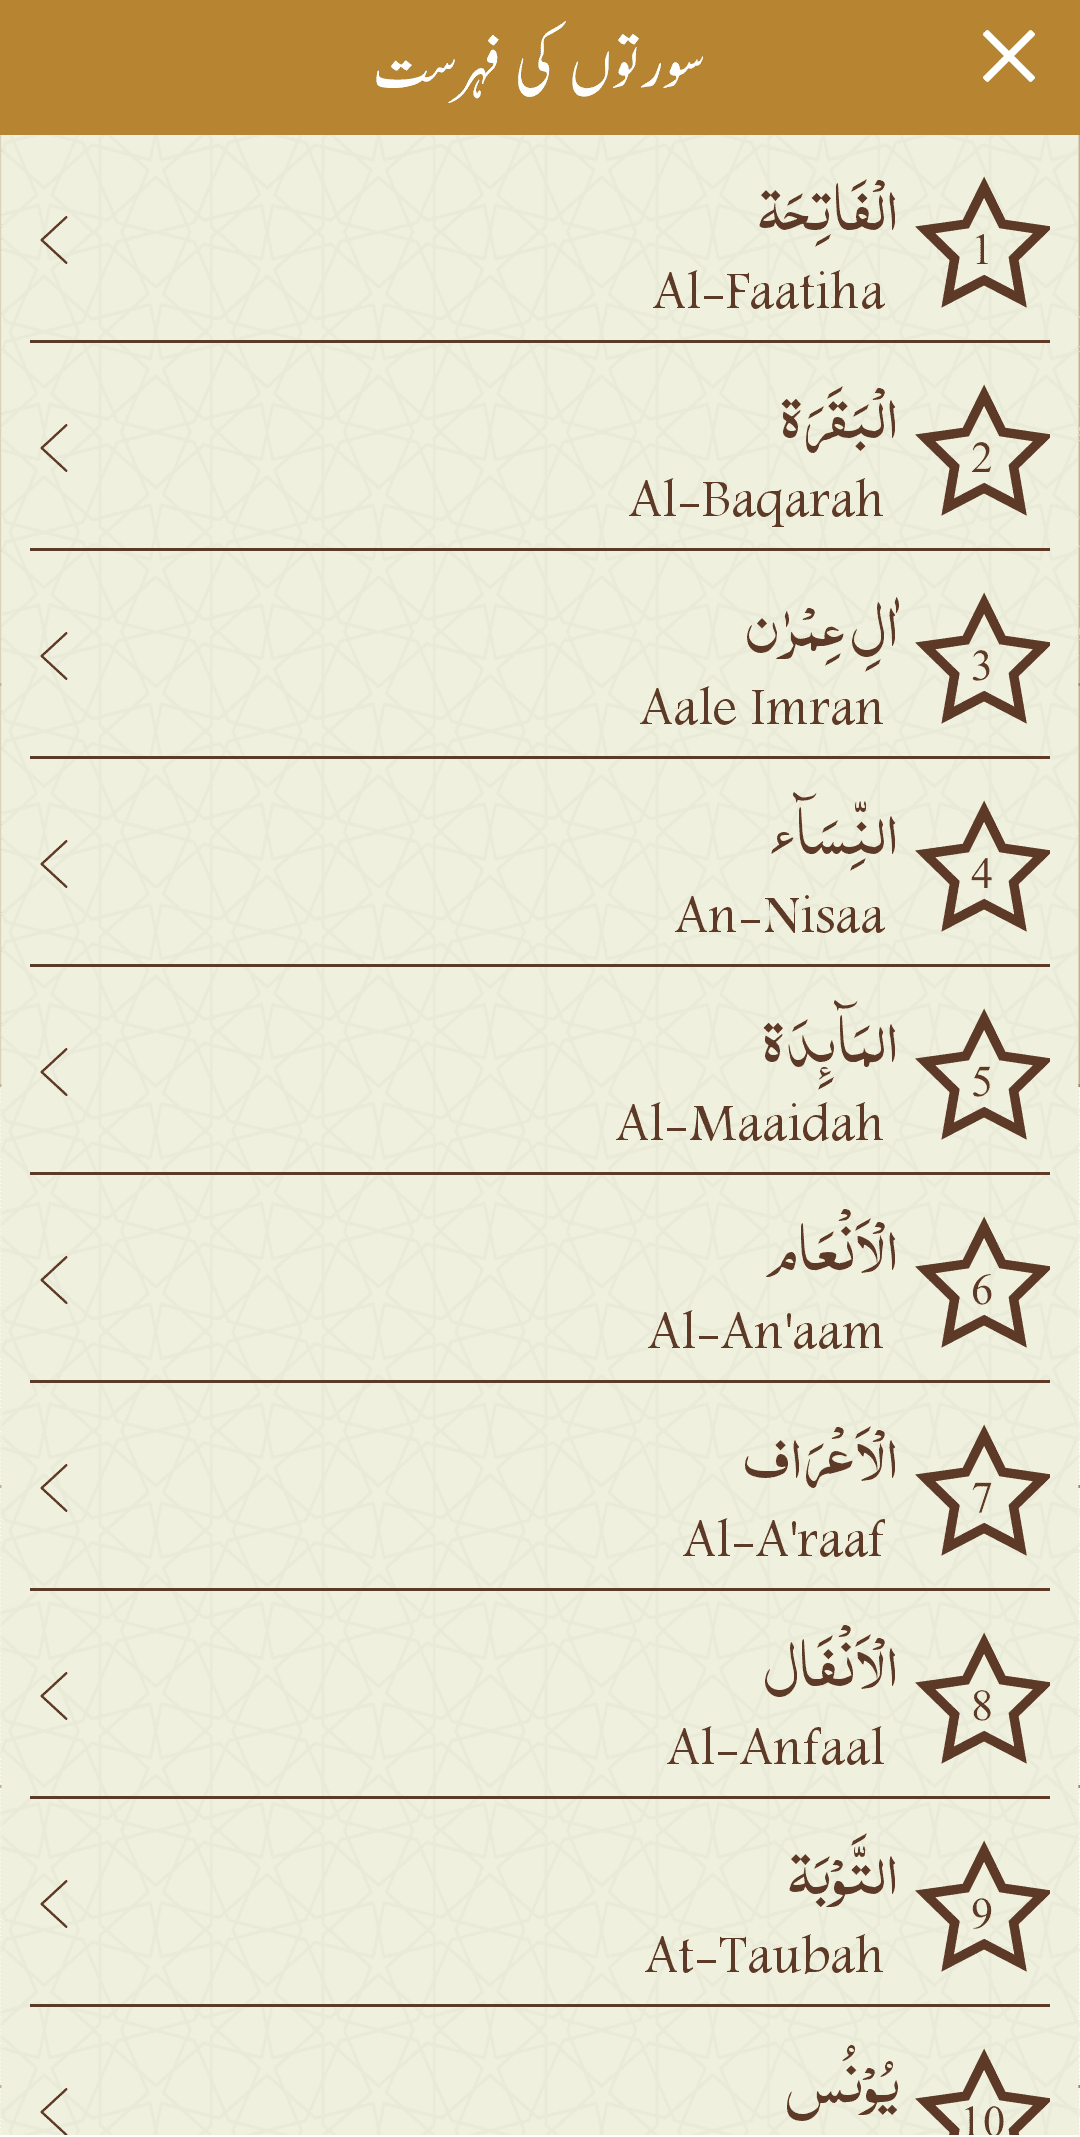 سورتوں کی فہرست
1
الْفَاتِحَة
Al-Faatiha
2
الْبَقَرَة
Al-Baqarah
3
اٰلِ عِمْرٰن
Aale Imran
4
النِّسَآء
An-Nisaa
5
المَآئِدَة
Al-Maaidah
6
الْاَنْعَام
Al-An'aam
7
الْاَعْرَاف
Al-A'raaf
8
الْاَنْفَال
Al-Anfaal
9
التَّوْبَة
At-Taubah
10
يُوْنُس